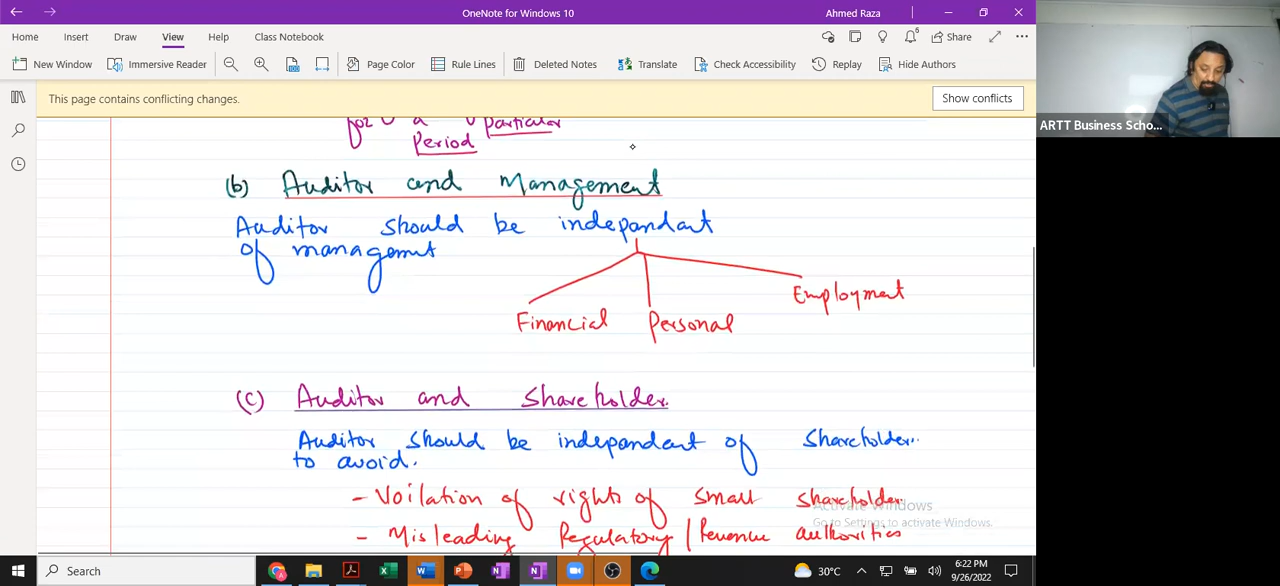 OneNote for Windows 10
Ahmed Raza
Home Insert Draw View Help Class Notebook
6
Share
New Window Immersive Reader Page Color Rule Lines Deleted Notes Translate Check Accessibility Replay Hide Authors
This page contains conflicting changes.
Show conflicts
ARTT Business Scho...
for a particular
Period
(b) Auditor and Management
Auditor should be independant
of managemt
Employment
Financial Personal
(c) Auditor and Shareholder.
Auditor should be independant of Shareholder.
to avoid.
- Voilation of rights of small shareholder.
- Misleading Regulatory / Revenue authorities
Activate Windows
Go to Settings to activate Windows.
Search
30°C
6:22 PM
9/26/2022